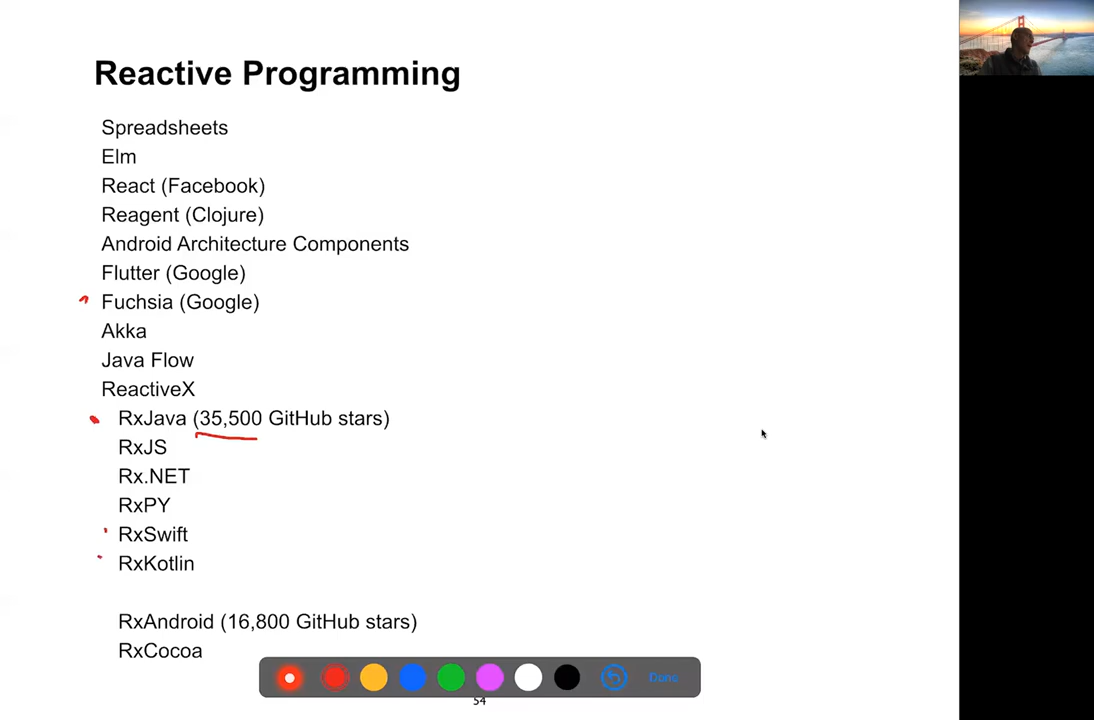 Reactive Programming
Spreadsheets
Elm
React (Facebook)
Reagent (Clojure)
Android Architecture Components
Flutter (Google)
Fuchsia (Google)
Akka
Java Flow
ReactiveX
RxJava (35,500 GitHub stars)
RxJS
Rx.NET
RxPY
RxSwift
RxKotlin
RxAndroid (16,800 GitHub stars)
RxCocoa
Done
54